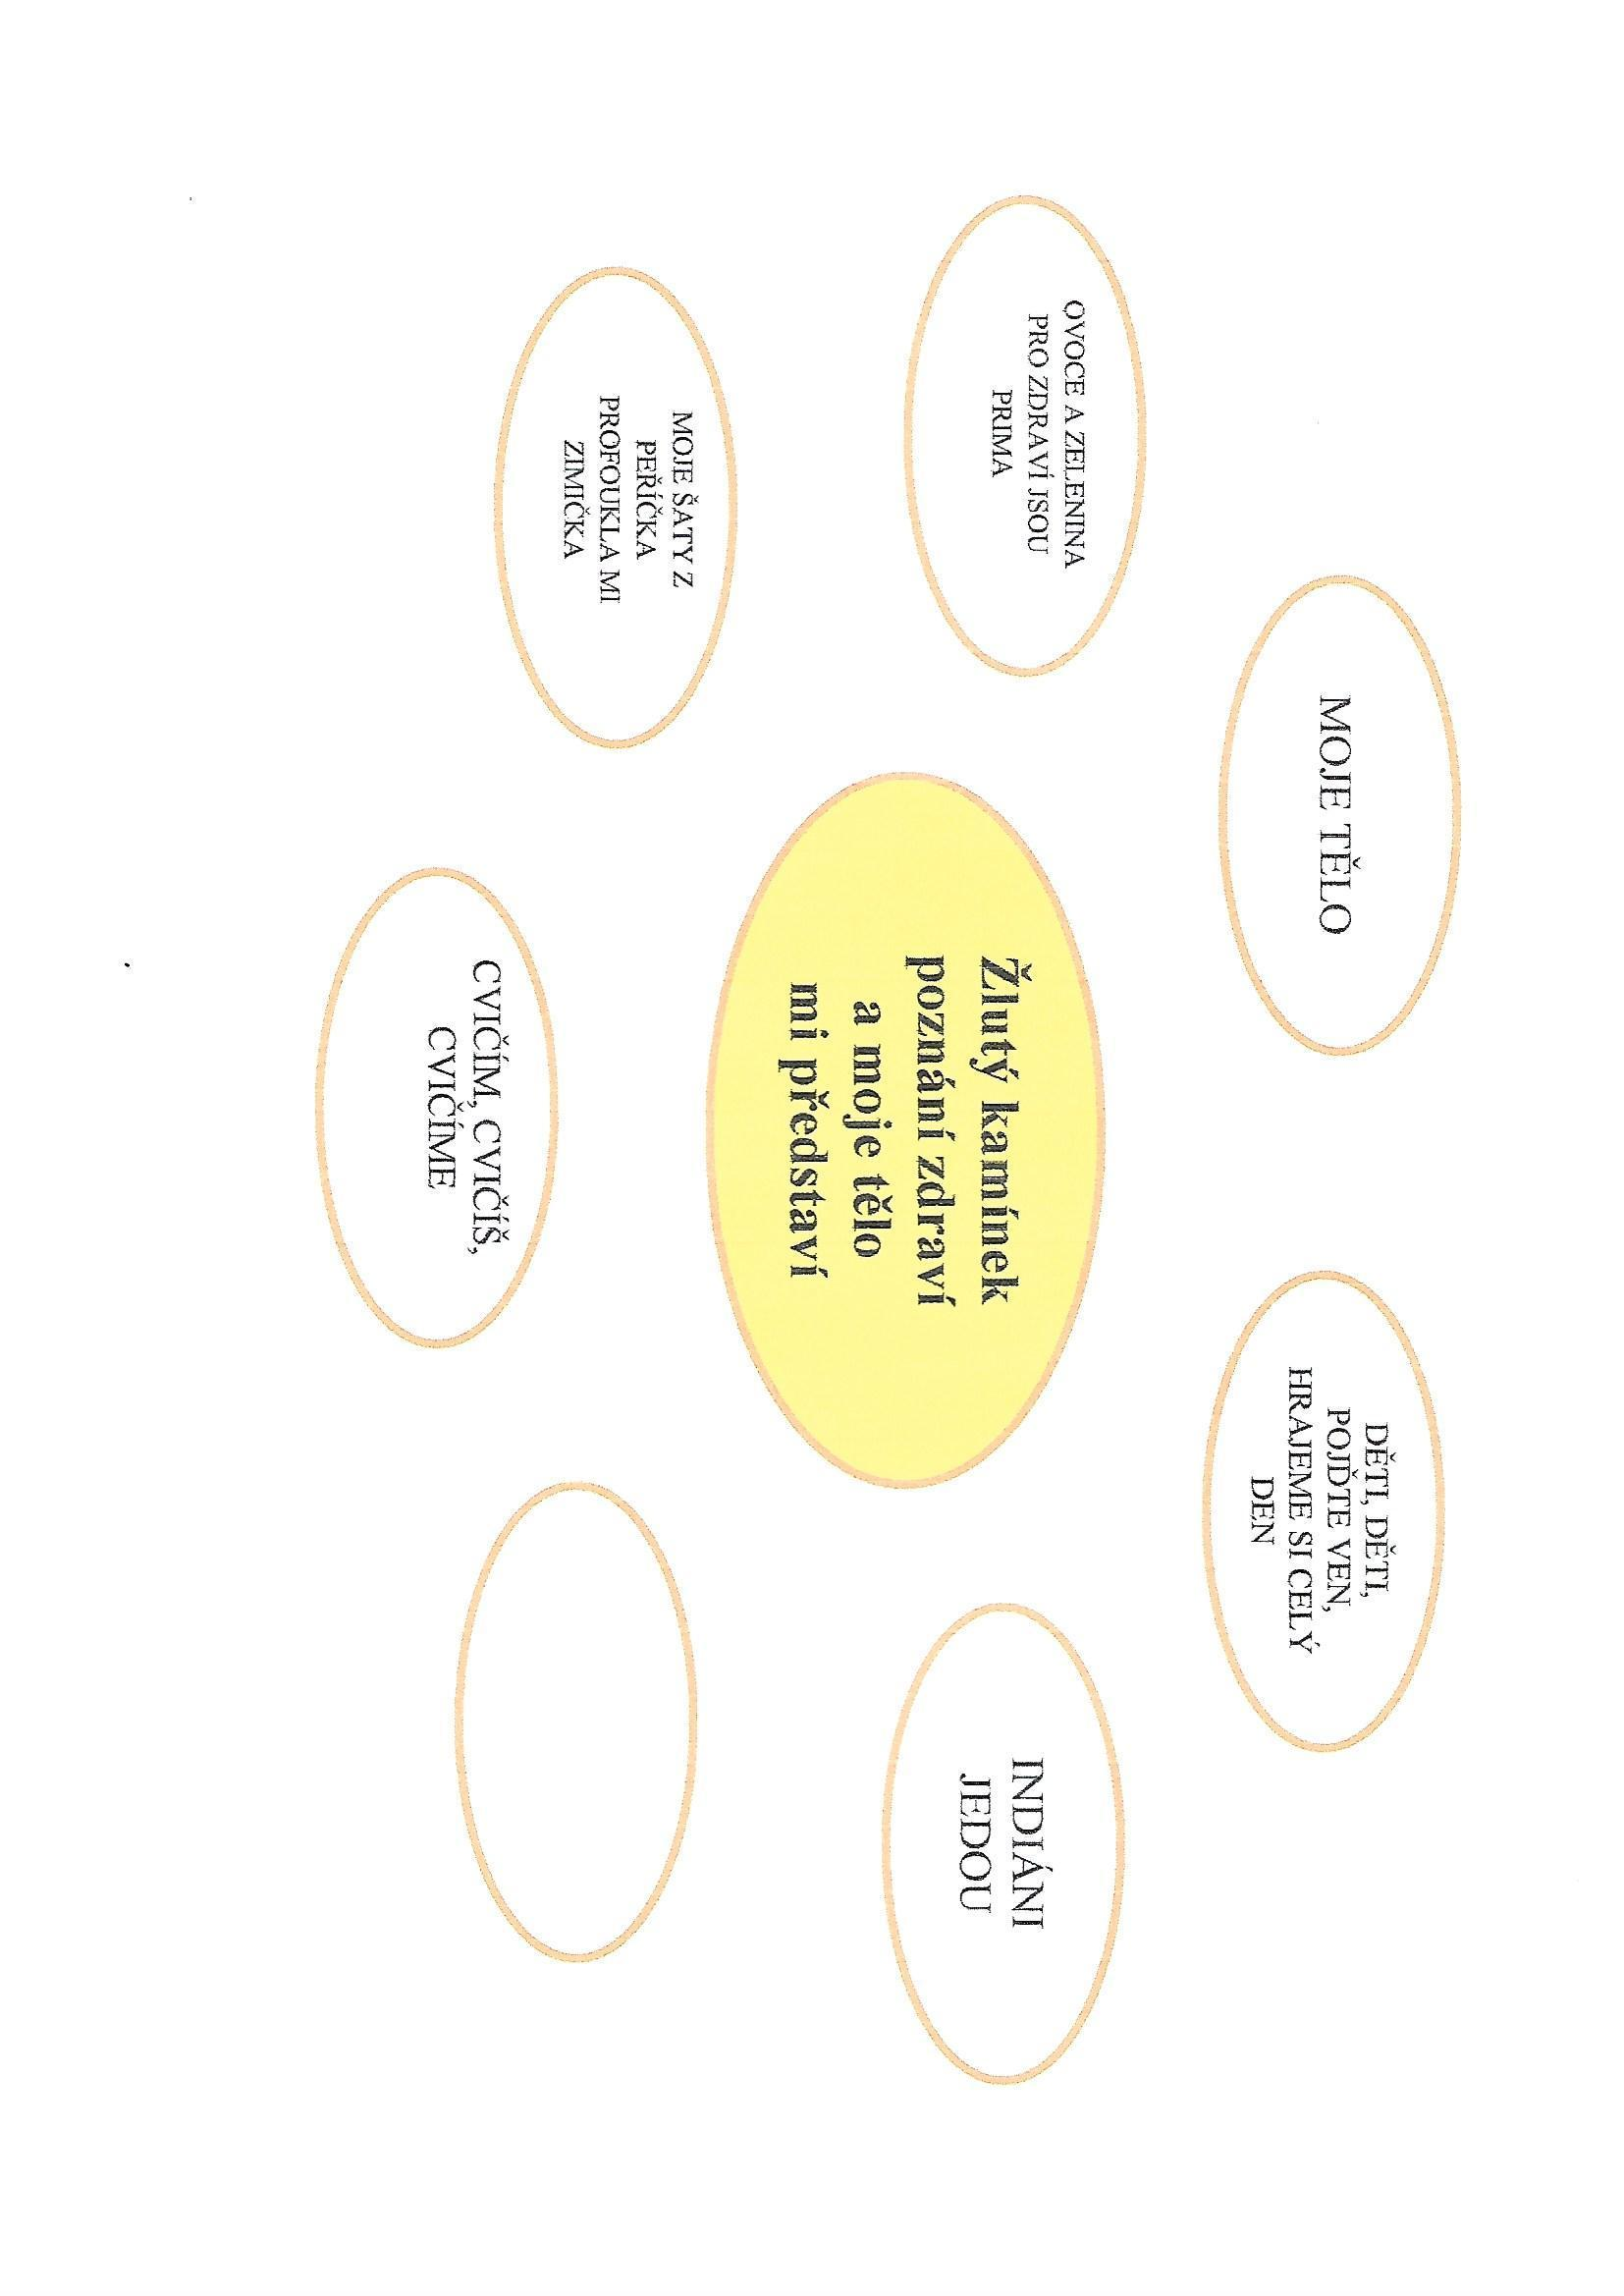 MOJE TĚLO
DĚTI, DĚTI,
POJĎTE VEN,
HRAJEME SI CELÝ
DEN
OVOCE A ZELENINA
PRO ZDRAVÍ JSOU
PRIMA
Žlutý kamínek
poznání zdraví
a moje tělo
mi představí
INDIÁNI
JEDOU
MOJE ŠATY Z
PEŘÍČKA
PROFOUKLA MI
ZIMIČKA
CVIČÍM, CVIČÍŠ,
CVIČÍME